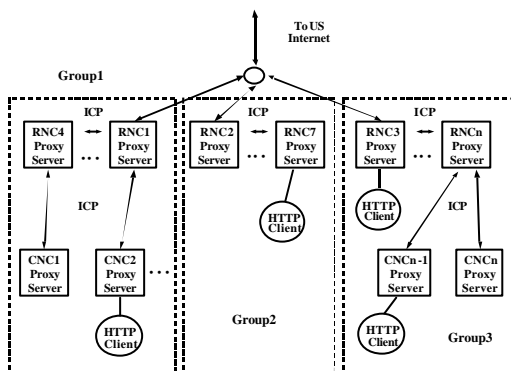 To US
Internet
Group1
ICP
ICP
ICP
RNC4
Proxy
Server
RNC1
Proxy
Server
RNC2
Proxy
Server
RNC7
Proxy
Server
RNC3
Proxy
Server
RNCn
Proxy
Server
...
...
...
ICP
ICP
HTTP
Client
HTTP
Client
CNC1
Proxy
Server
CNC2
Proxy
Server
...
CNCn-1
Proxy
Server
CNCn
Proxy
Server
HTTP
Client
Group2
HTTP
Client
Group3